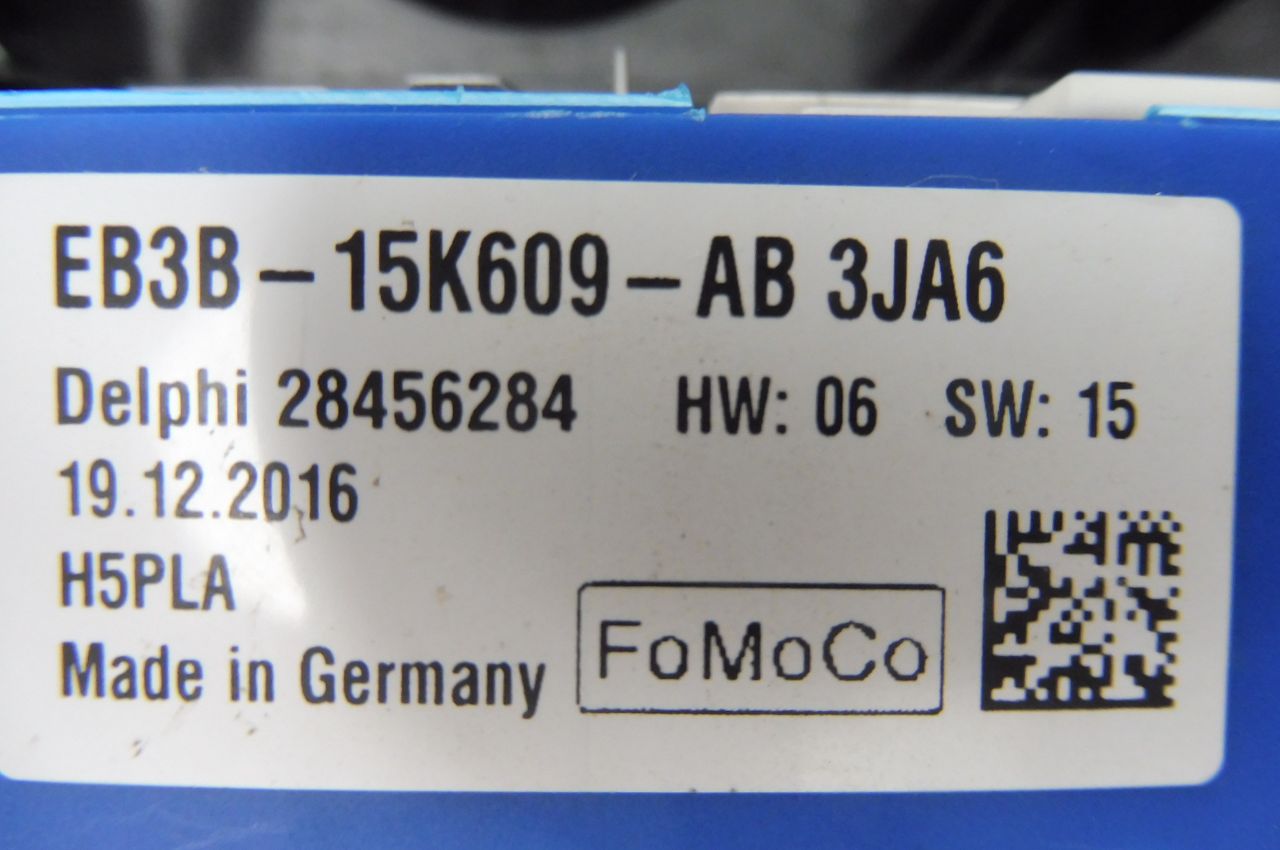 EB3B-15K609-AB 3JA6
Delphi 28456284 HW: 06 SW: 15
19.12.2016
H5PLA
Made in Germany
FoMoCo